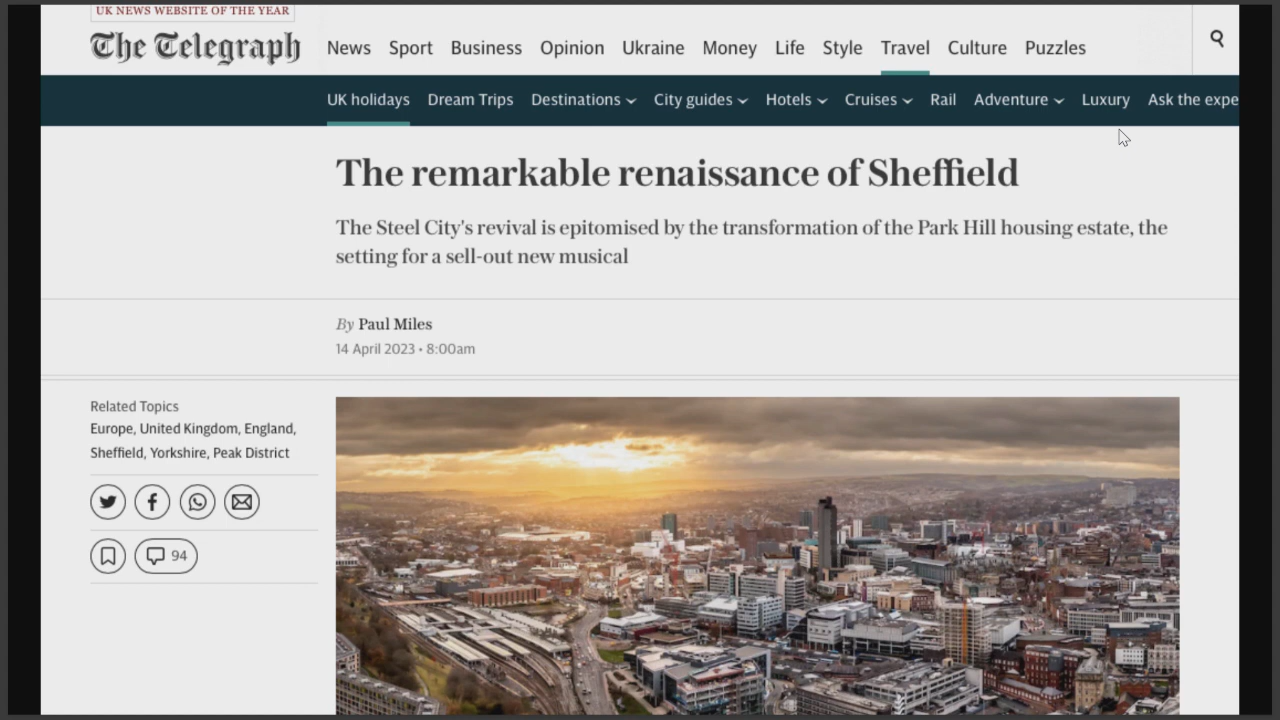 UK NEWS WEBSITE OF THE YEAR
The Telegraph
News Sport Business Opinion Ukraine Money Life Style Travel Culture Puzzles
UK holidays Dream Trips Destinations City guides Hotels Cruises Rail Adventure Luxury Ask the expe
The remarkable renaissance of Sheffield
The Steel City's revival is epitomised by the transformation of the Park Hill housing estate, the
setting for a sell-out new musical
By Paul Miles
14 April 2023 • 8:00am
Related Topics
Europe, United Kingdom, England,
Sheffield, Yorkshire, Peak District
94